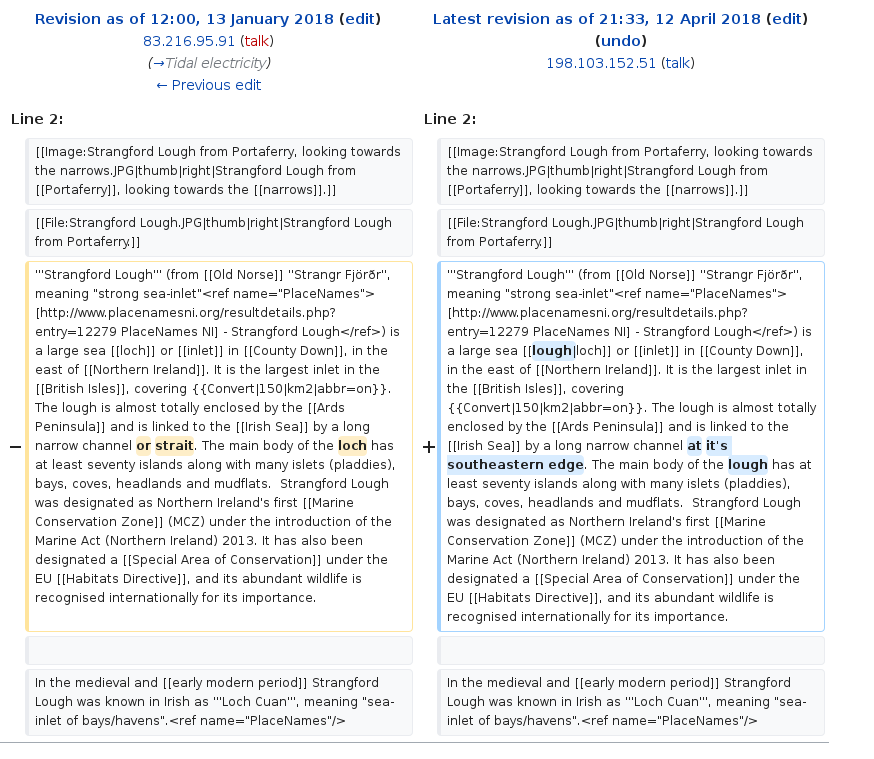 Revision as of 12:00, 13 January 2018 (edit)
83.216.95.91 (talk)
(→Tidal electricity)
← Previous edit
Latest revision as of 21:33, 12 April 2018 (edit)
(undo)
198.103.152.51 (talk)
Line 2:
Line 2:
[[Image:Strangford Lough from Portaferry, looking towards
the narrows.JPG|thumb|right|Strangford Lough from
[[Portaferry]], looking towards the [[narrows]].]]
[[Image:Strangford Lough from Portaferry, looking towards
the narrows.JPG|thumb|right|Strangford Lough from
[[Portaferry]], looking towards the [[narrows]].]]
[[File:Strangford Lough.JPG|thumb|right|Strangford Lough
from Portaferry.]]
[[File:Strangford Lough.JPG|thumb|right|Strangford Lough
from Portaferry.]]
−
'''Strangford Lough''' (from [[Old Norse]] ''Strangr Fjörðr'',
meaning "strong sea-inlet"<ref name="PlaceNames">
[http://www.placenamesni.org/resultdetails.php?
entry=12279 PlaceNames NI] - Strangford Lough</ref>) is
a large sea [[loch]] or [[inlet]] in [[County Down]], in the
east of [[Northern Ireland]]. It is the largest inlet in the
[[British Isles]], covering {{Convert|150|km2|abbr=on}}.
The lough is almost totally enclosed by the [[Ards
Peninsula]] and is linked to the [[Irish Sea]] by a long
narrow channel or strait. The main body of the loch has
at least seventy islands along with many islets (pladdies),
bays, coves, headlands and mudflats.  Strangford Lough
was designated as Northern Ireland's first [[Marine
Conservation Zone]] (MCZ) under the introduction of the
Marine Act (Northern Ireland) 2013. It has also been
designated a [[Special Area of Conservation]] under the
EU [[Habitats Directive]], and its abundant wildlife is
recognised internationally for its importance.
+
'''Strangford Lough''' (from [[Old Norse]] ''Strangr Fjörðr'',
meaning "strong sea-inlet"<ref name="PlaceNames">
[http://www.placenamesni.org/resultdetails.php?
entry=12279 PlaceNames NI] - Strangford Lough</ref>) is
a large sea [[lough|loch]] or [[inlet]] in [[County Down]],
in the east of [[Northern Ireland]]. It is the largest inlet in
the [[British Isles]], covering
{{Convert|150|km2|abbr=on}}. The lough is almost totally
enclosed by the [[Ards Peninsula]] and is linked to the
[[Irish Sea]] by a long narrow channel at it's
southeastern edge. The main body of the lough has at
least seventy islands along with many islets (pladdies),
bays, coves, headlands and mudflats.  Strangford Lough
was designated as Northern Ireland's first [[Marine
Conservation Zone]] (MCZ) under the introduction of the
Marine Act (Northern Ireland) 2013. It has also been
designated a [[Special Area of Conservation]] under the
EU [[Habitats Directive]], and its abundant wildlife is
recognised internationally for its importance.
In the medieval and [[early modern period]] Strangford
Lough was known in Irish as '''Loch Cuan''', meaning "sea-
inlet of bays/havens".<ref name="PlaceNames"/>
In the medieval and [[early modern period]] Strangford
Lough was known in Irish as '''Loch Cuan''', meaning "sea-
inlet of bays/havens".<ref name="PlaceNames"/>